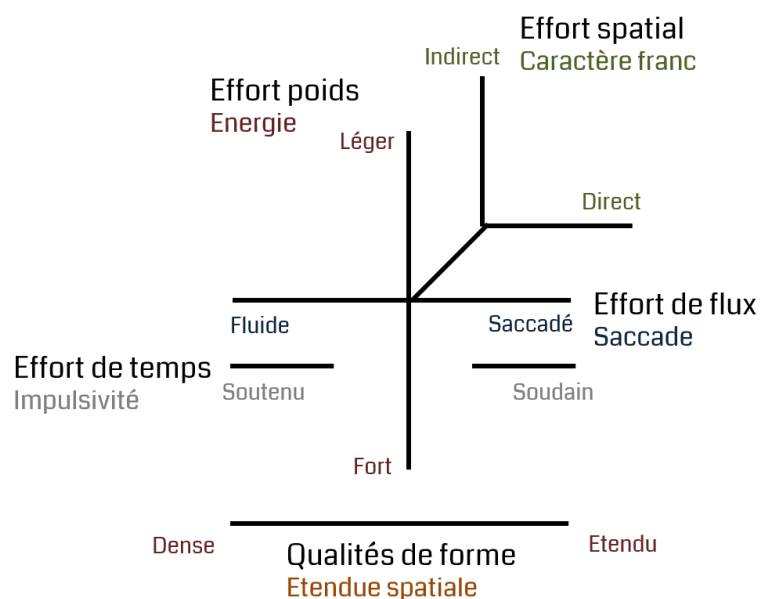 Effort spatial
Indirect
Caractère franc
Effort poids
Energie
Léger
Direct
Effort de flux
Fluide
Saccadé
Saccade
Effort de temps
Impulsivité
Soutenu
Soudain
Fort
Dense
Etendu
Qualités de forme
Etendue spatiale